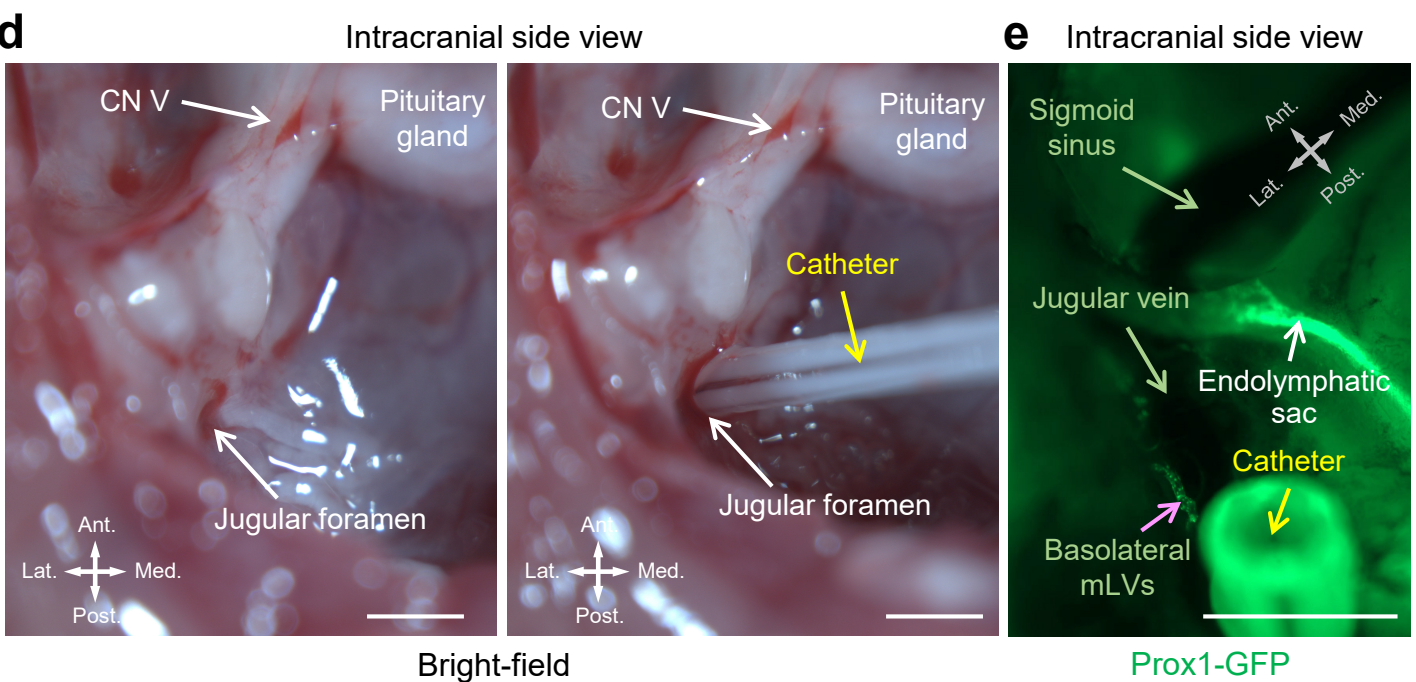 d
Intracranial side view
CN V
Pituitary
gland
Jugular foramen
Ant.
Lat.
Med.
Post.
CN V
Pituitary
gland
Catheter
Jugular foramen
Ant.
Lat.
Med.
Post.
Bright-field
e
Intracranial side view
Sigmoid
sinus
Ant.
Med.
Lat.
Post.
Jugular vein
Endolymphatic
sac
Catheter
Basolateral
mLVs
Prox1-GFP